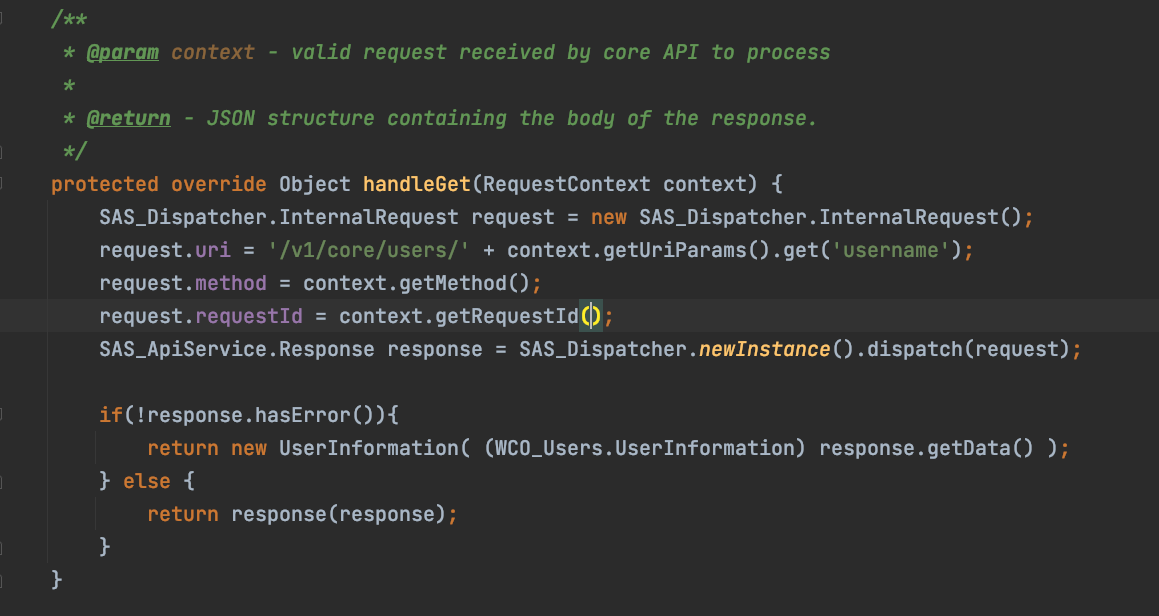 /**
 * @param context - valid request received by core API to process
 *
 * @return - JSON structure containing the body of the response.
 */
protected override Object handleGet(RequestContext context) {
    SAS_Dispatcher.InternalRequest request = new SAS_Dispatcher.InternalRequest();
    request.uri = '/v1/core/users/' + context.getUriParams().get('username');
    request.method = context.getMethod();
    request.requestId = context.getRequestId();
    SAS_ApiService.Response response = SAS_Dispatcher.newInstance().dispatch(request);

    if(!response.hasError()){
        return new UserInformation( (WCO_Users.UserInformation) response.getData() );
    } else {
        return response(response);
    }
}